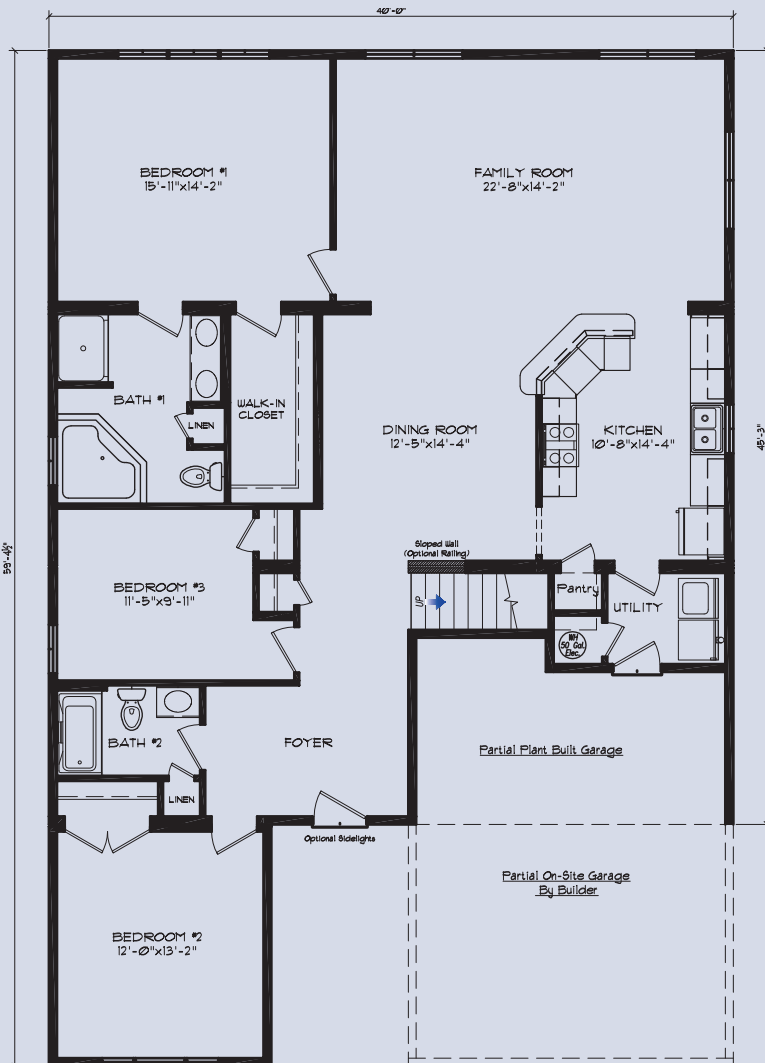 40'-0"
BEDROOM #1
15'-11"x14'-2"
FAMILY ROOM
22'-8"x14'-2"
BATH #1
LINEN
WALK-IN
CLOSET
DINING ROOM
12'-5"x14'-4"
KITCHEN
10'-8"x14'-4"
45'-3"
59'-4½"
Sloped Wall
(Optional Railing)
UP
BEDROOM #3
11'-5"x9'-11"
Pantry
UTILITY
WH
50 Gal.
Elec.
BATH #2
FOYER
LINEN
Partial Plant Built Garage
Optional Sidelights
Partial On-Site Garage
By Builder
BEDROOM #2
12'-0"x13'-2"